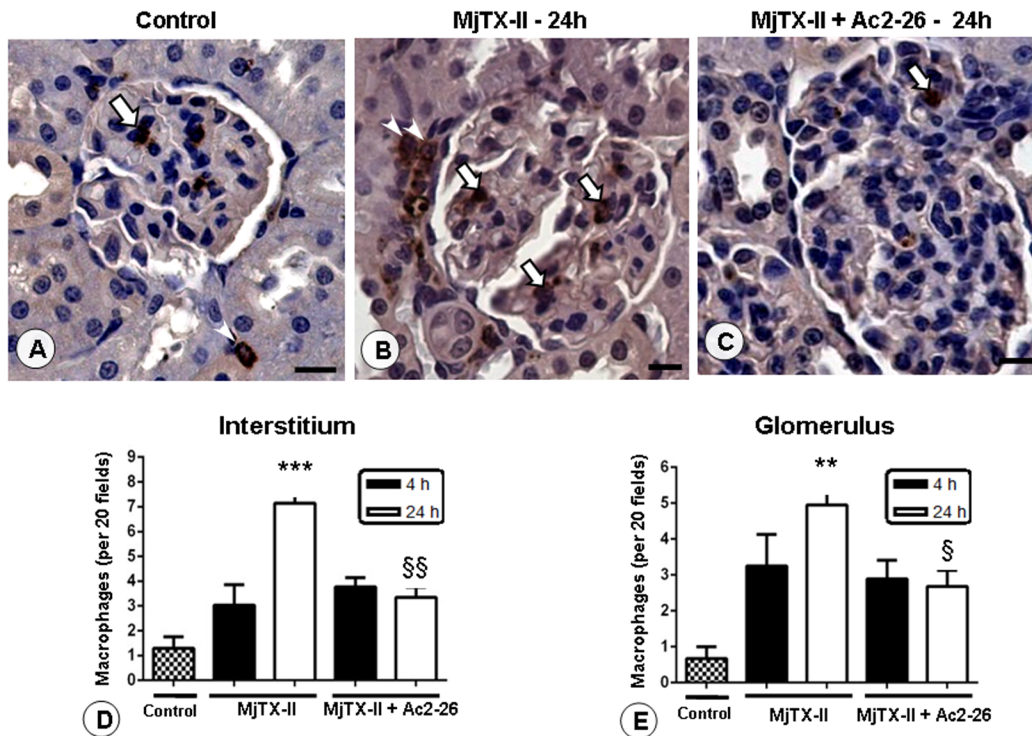 Control
MjTX-II - 24h
MjTX-II + Ac2-26 - 24h
A
B
C
Interstitium
Macrophages (per 20 fields)
9
8
7
6
5
4
3
2
1
0
***
§§
4 h
24 h
Control
MjTX-II
MjTX-II + Ac2-26
D
Glomerulus
Macrophages (per 20 fields)
6
5
4
3
2
1
0
**
§
4 h
24 h
Control
MjTX-II
MjTX-II + Ac2-26
E